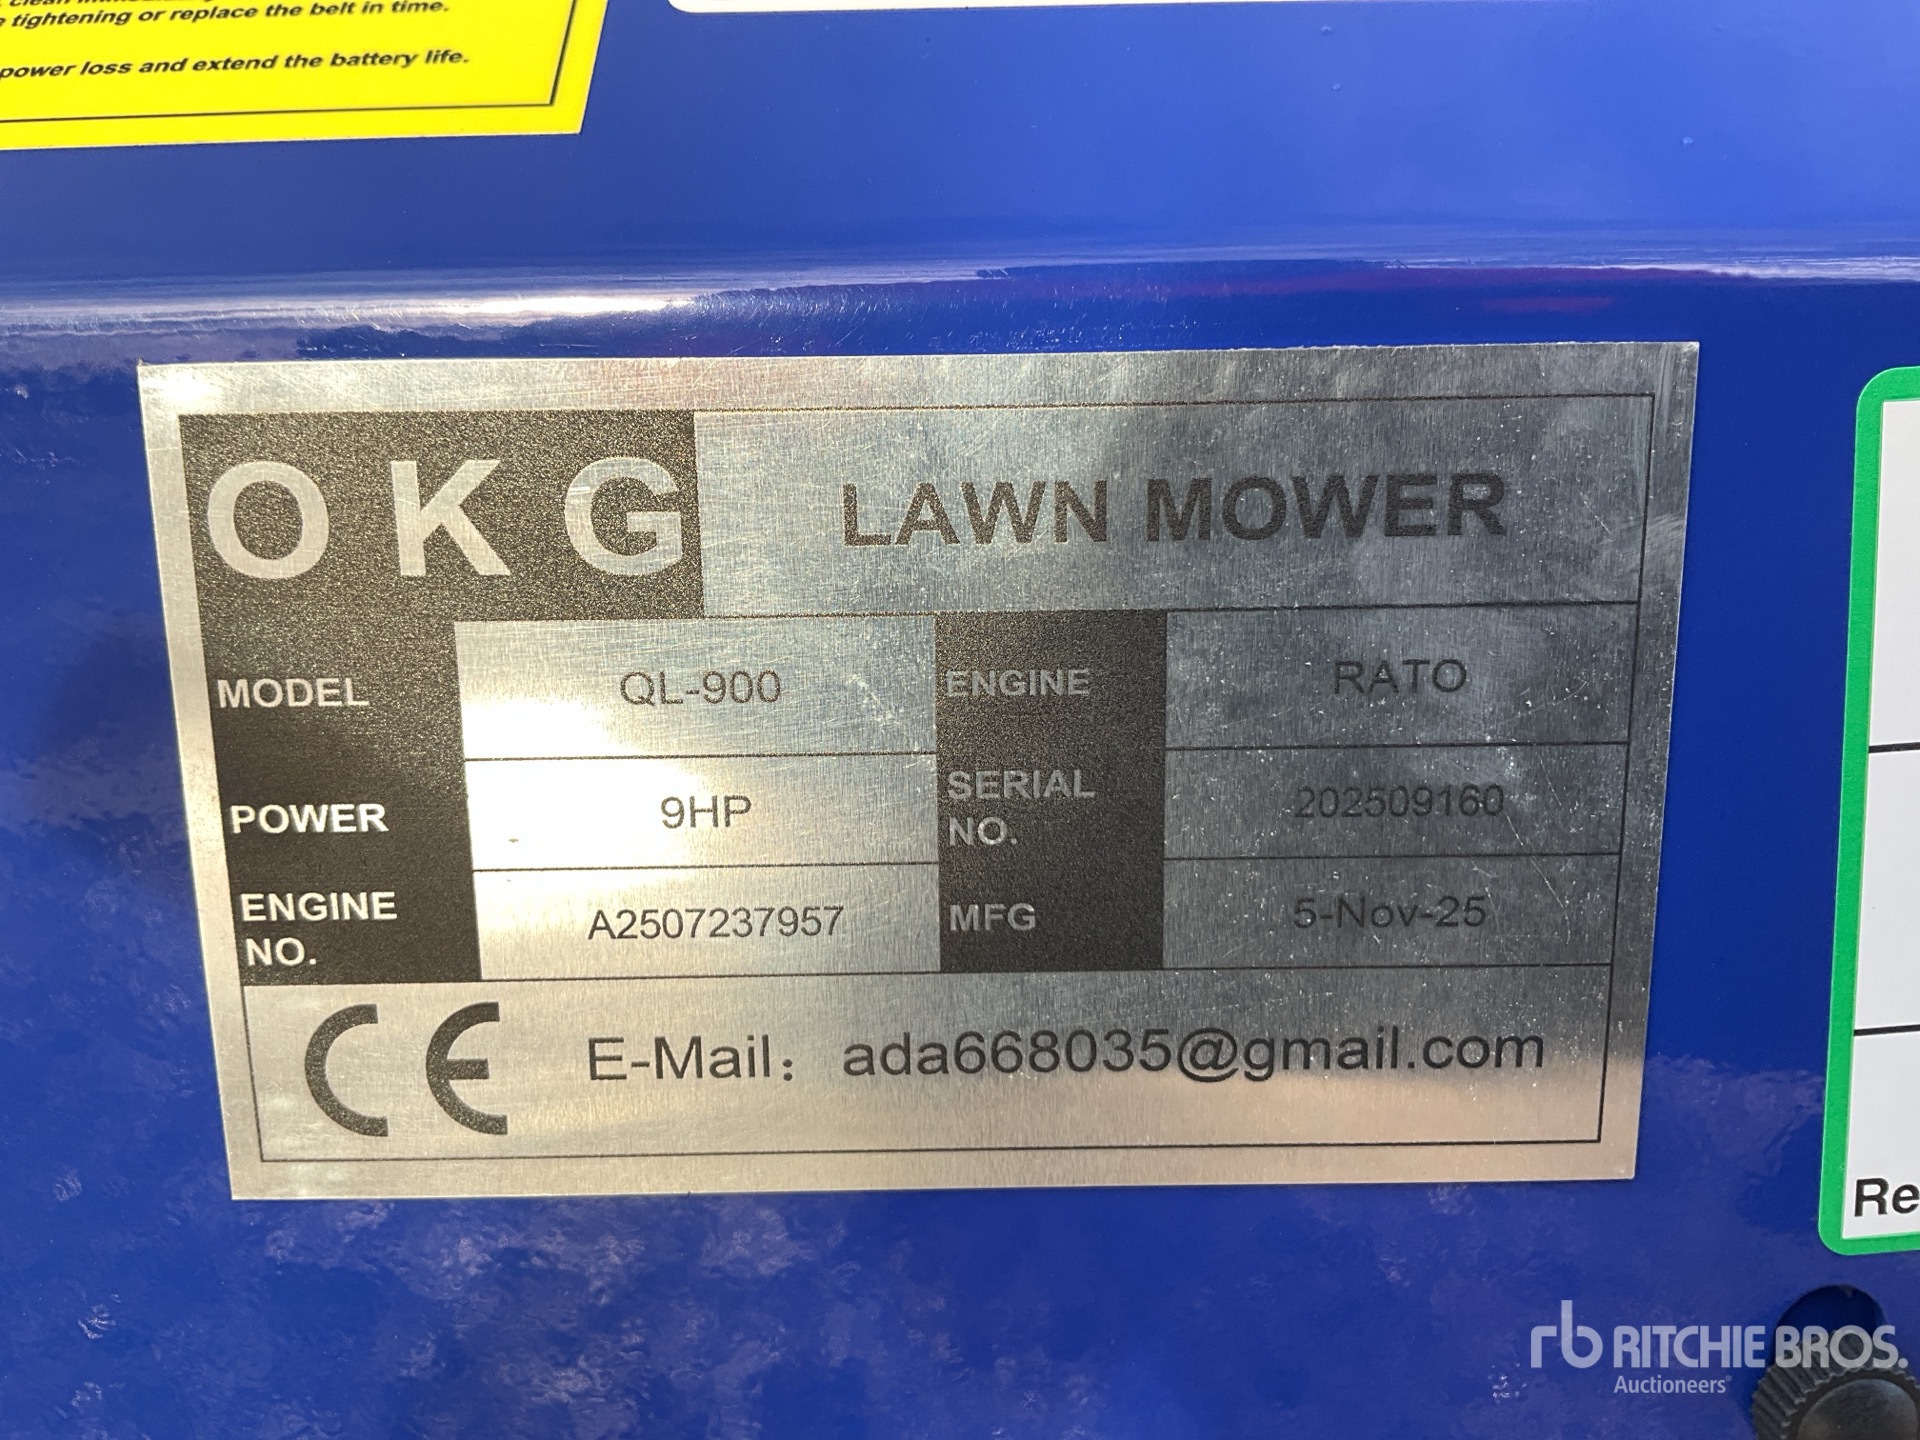 tightening or replace the belt in time.
power loss and extend the battery life.
OKG LAWN MOWER
MODEL QL-900 ENGINE RATO
POWER 9HP SERIAL NO. 202509160
ENGINE NO. A2507237957 MFG 5-Nov-25
CE E-Mail: ada668035@gmail.com
Re
rb RITCHIE BROS.
Auctioneers